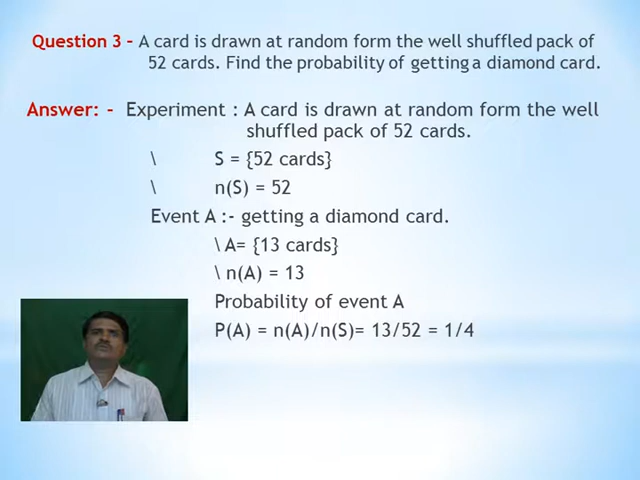 Question 3 – A card is drawn at random form the well shuffled pack of
52 cards. Find the probability of getting a diamond card.
Answer: – Experiment : A card is drawn at random form the well
shuffled pack of 52 cards.
\ S = {52 cards}
\ n(S) = 52
Event A :- getting a diamond card.
\ A= {13 cards}
\ n(A) = 13
Probability of event A
P(A) = n(A)/n(S)= 13/52 = 1/4